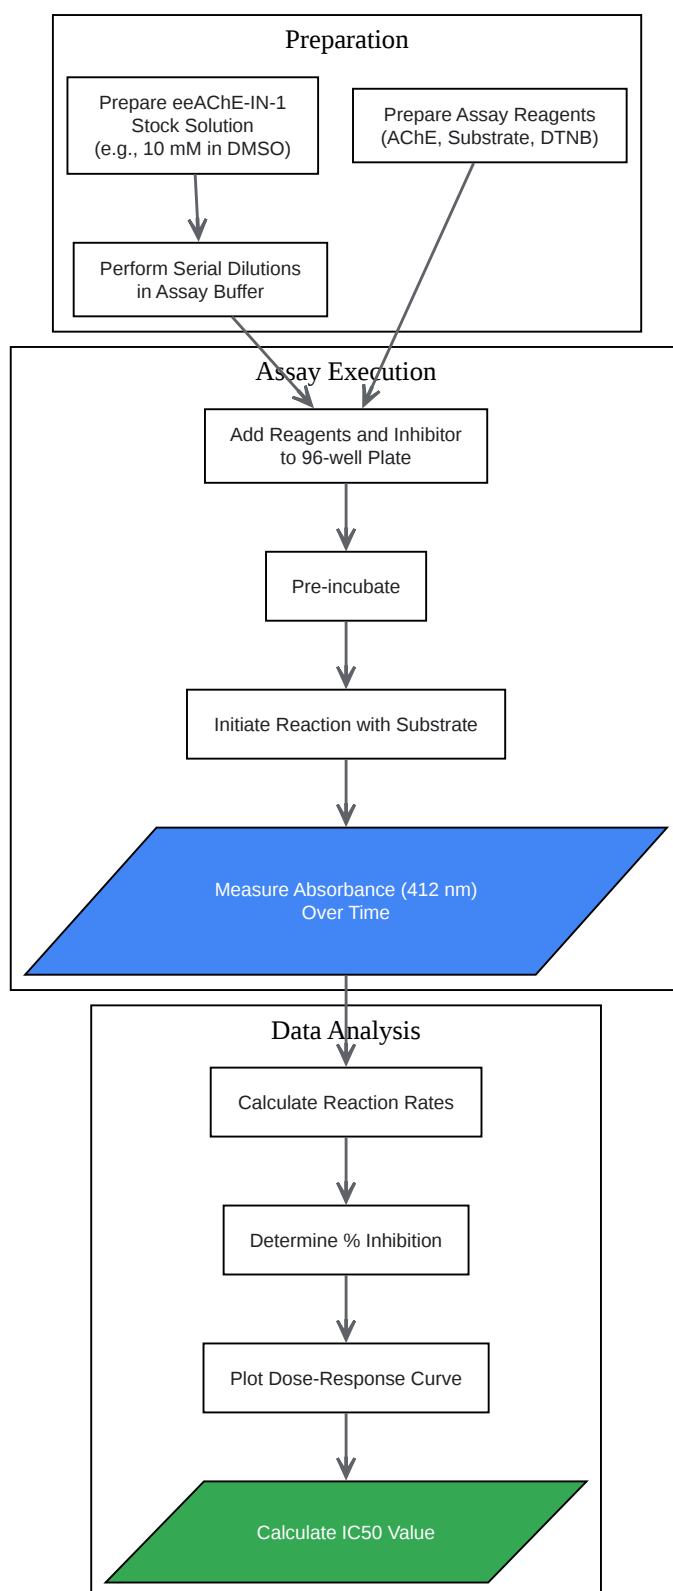 Preparation
Prepare eeAChE-IN-1
Stock Solution
(e.g., 10 mM in DMSO)
Prepare Assay Reagents
(AChE, Substrate, DTNB)
Perform Serial Dilutions
in Assay Buffer
Assay Execution
Add Reagents and Inhibitor
to 96-well Plate
Pre-incubate
Initiate Reaction with Substrate
Measure Absorbance (412 nm)
Over Time
Data Analysis
Calculate Reaction Rates
Determine % Inhibition
Plot Dose-Response Curve
Calculate IC50 Value